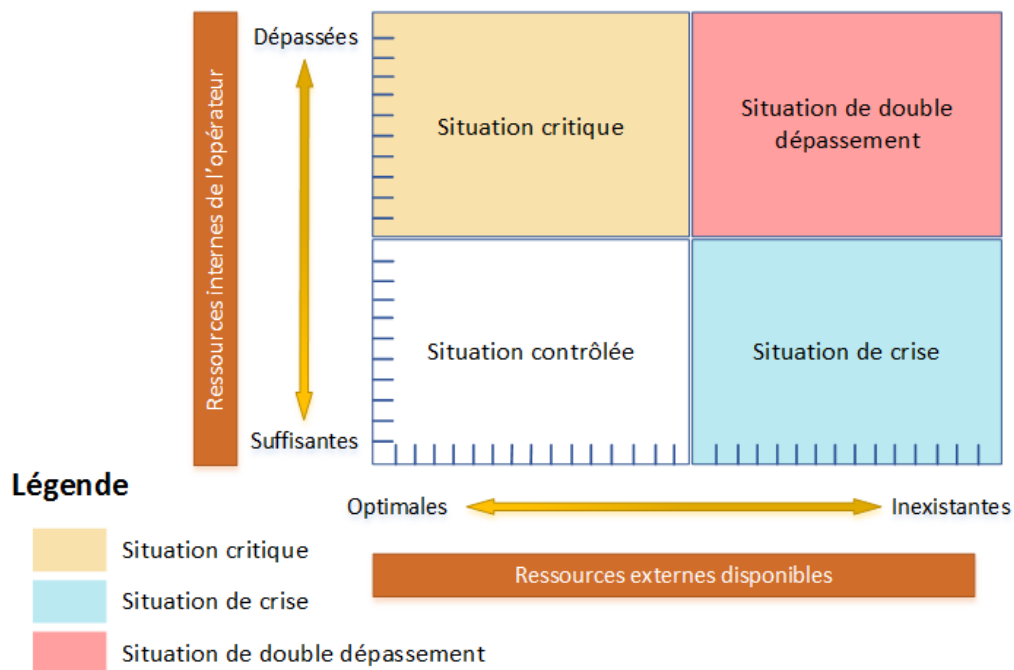 Dépassées
Ressources internes de l'opérateur
Situation critique
Situation de double
dépassement
Situation contrôlée
Situation de crise
Suffisantes
Légende
Optimales
Inexistantes
Situation critique
Ressources externes disponibles
Situation de crise
Situation de double dépassement